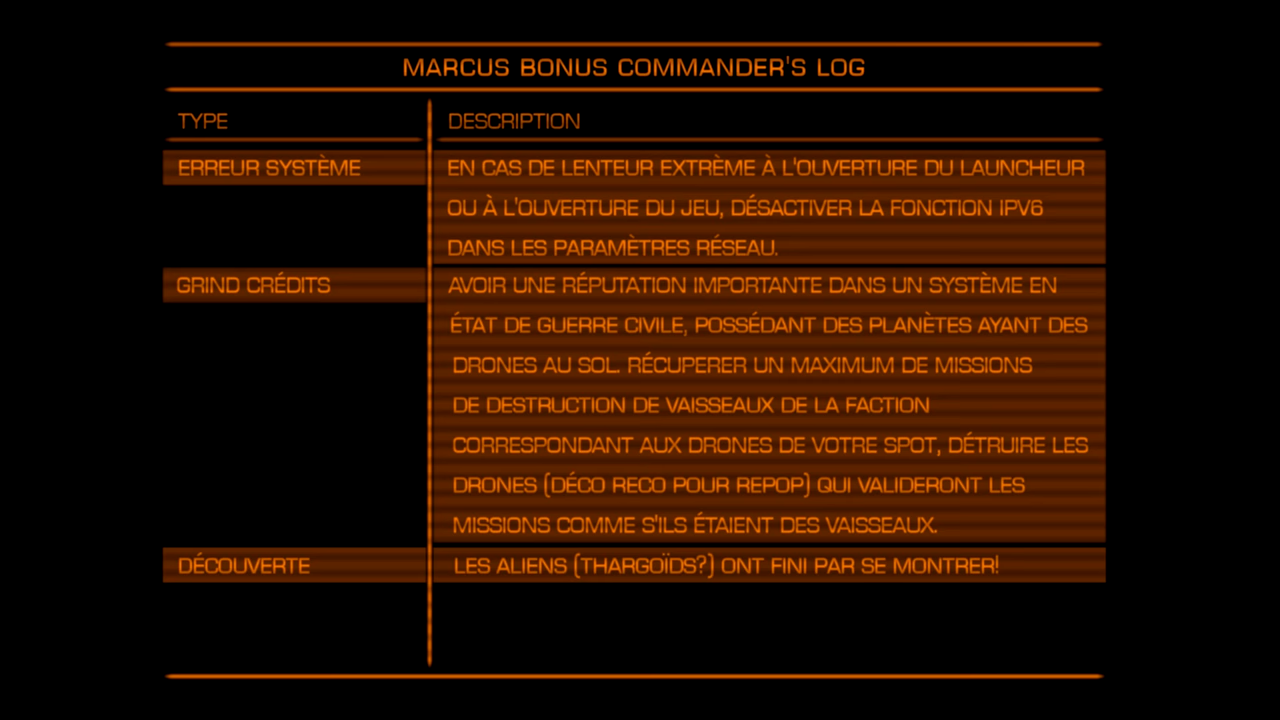 MARCUS BONUS COMMANDER'S LOG
TYPE
DESCRIPTION
ERREUR SYSTÈME
EN CAS DE LENTEUR EXTRÈME À L'OUVERTURE DU LAUNCHEUR
OU À L'OUVERTURE DU JEU, DÉSACTIVER LA FONCTION IPV6
DANS LES PARAMÈTRES RÉSEAU.
GRIND CRÉDITS
AVOIR UNE RÉPUTATION IMPORTANTE DANS UN SYSTÈME EN
ÉTAT DE GUERRE CIVILE, POSSÉDANT DES PLANÈTES AYANT DES
DRONES AU SOL. RÉCUPERER UN MAXIMUM DE MISSIONS
DE DESTRUCTION DE VAISSEAUX DE LA FACTION
CORRESPONDANT AUX DRONES DE VOTRE SPOT, DÉTRUIRE LES
DRONES (DÉCO RECO POUR REPOP) QUI VALIDERONT LES
MISSIONS COMME S'ILS ÉTAIENT DES VAISSEAUX.
DÉCOUVERTE
LES ALIENS (THARGOÏDS?) ONT FINI PAR SE MONTRER!